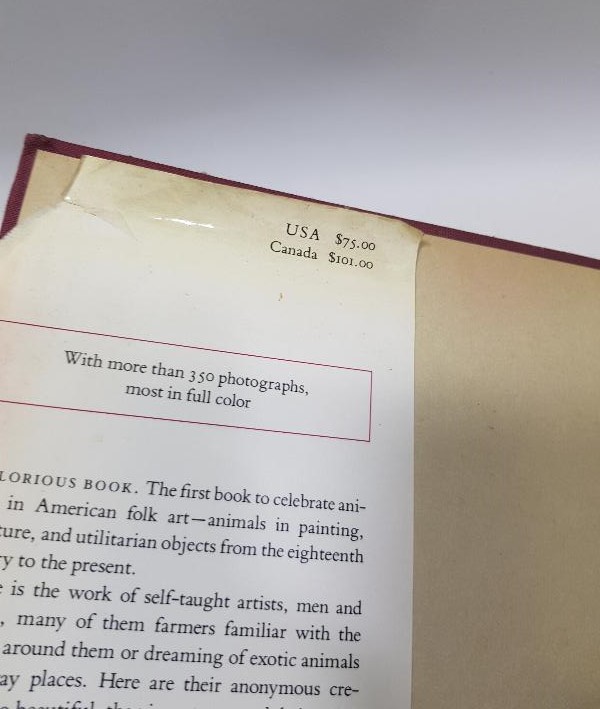 USA $75.00
Canada $101.00
With more than 350 photographs,
most in full color
LORIOUS BOOK. The first book to celebrate ani-
in American folk art—animals in painting,
ture, and utilitarian objects from the eighteenth
ry to the present.
is the work of self-taught artists, men and
, many of them farmers familiar with the
around them or dreaming of exotic animals
ay places. Here are their anonymous cre-